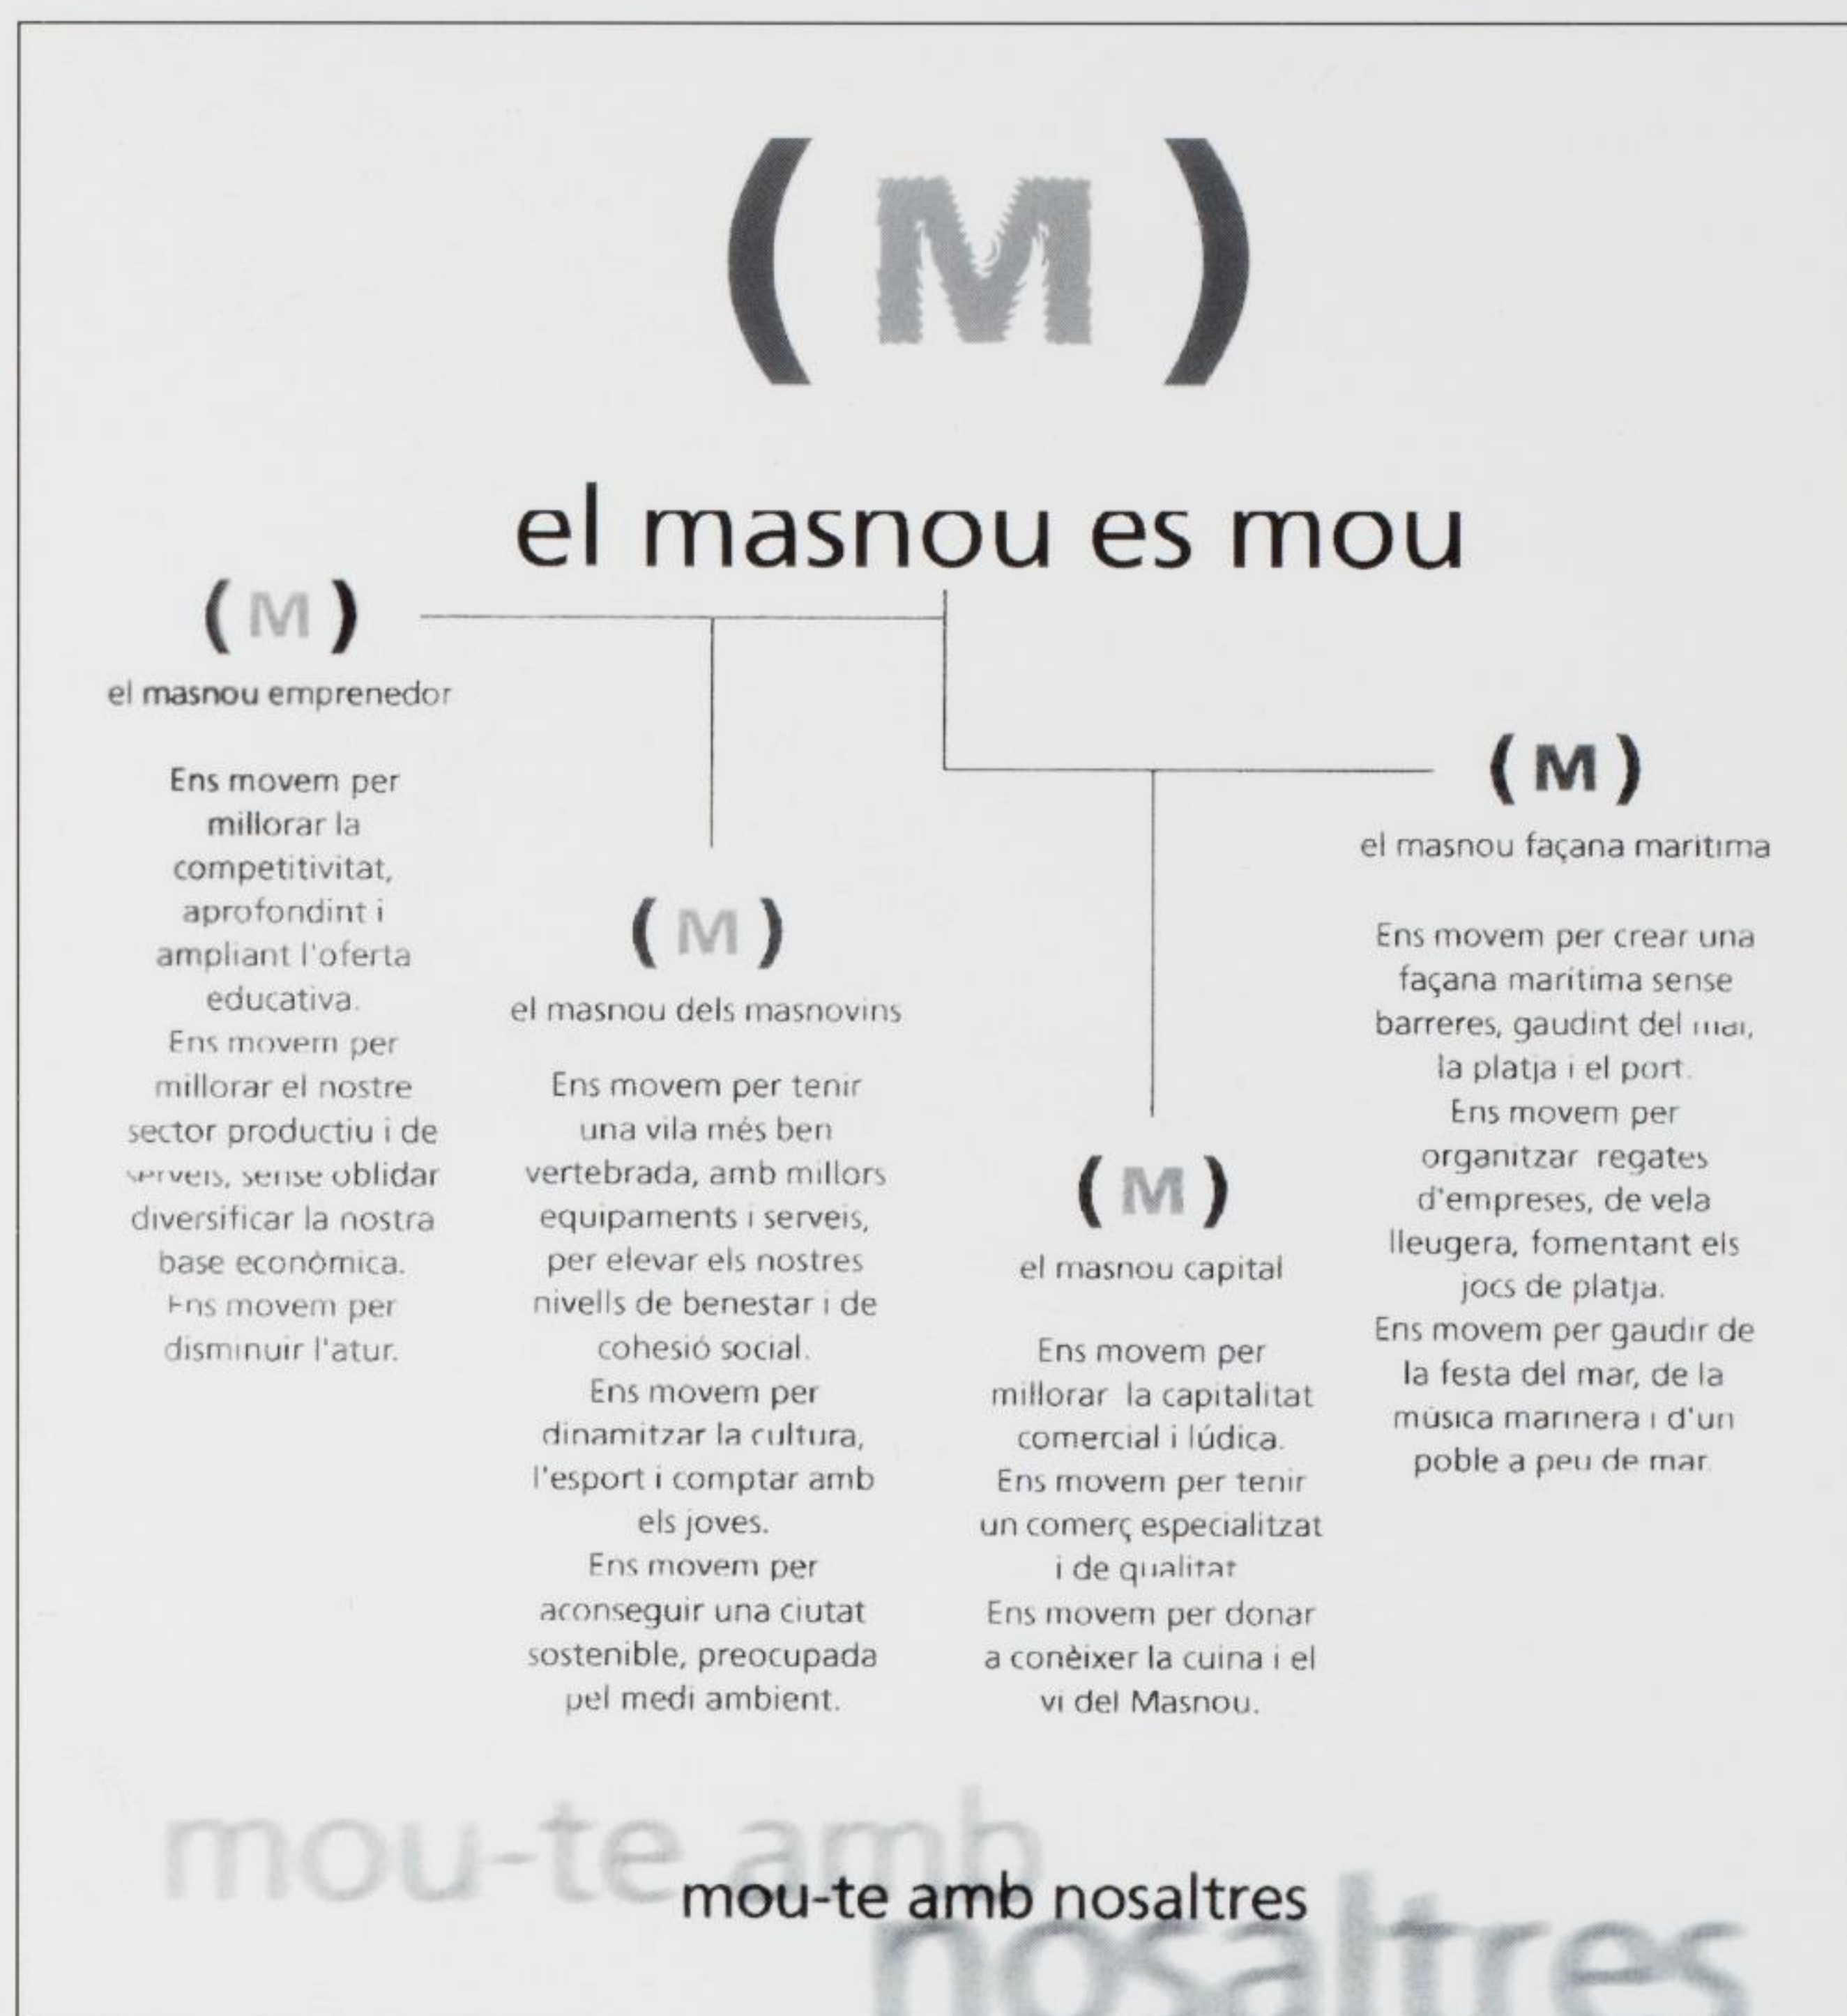 ( M )
el masnou es mou
( M )
el masnou emprenedor
Ens movem per
millorar la
competitivitat,
aprofondint i
ampliant l'oferta
educativa.
Ens movem per
millorar el nostre
sector productiu i de
serveis, sense oblidar
diversificar la nostra
base econòmica.
Ens movem per
disminuir l'atur.
( M )
el masnou dels masnovins
Ens movem per tenir
una vila més ben
vertebrada, amb millors
equipaments i serveis,
per elevar els nostres
nivells de benestar i de
cohesió social.
Ens movem per
dinamitzar la cultura,
l'esport i comptar amb
els joves.
Ens movem per
aconseguir una ciutat
sostenible, preocupada
pel medi ambient.
( M )
el masnou capital
Ens movem per
millorar la capitalitat
comercial i lúdica.
Ens movem per tenir
un comerç especialitzat
i de qualitat
Ens movem per donar
a conèixer la cuina i el
vi del Masnou.
( M )
el masnou façana marítima
Ens movem per crear una
façana marítima sense
barreres, gaudint del mar,
la platja i el port.
Ens movem per
organitzar regates
d'empreses, de vela
lleugera, fomentant els
jocs de platja.
Ens movem per gaudir de
la festa del mar, de la
música marinera i d'un
poble a peu de mar.
mou-te amb
mou-te amb nosaltres
nosaltres